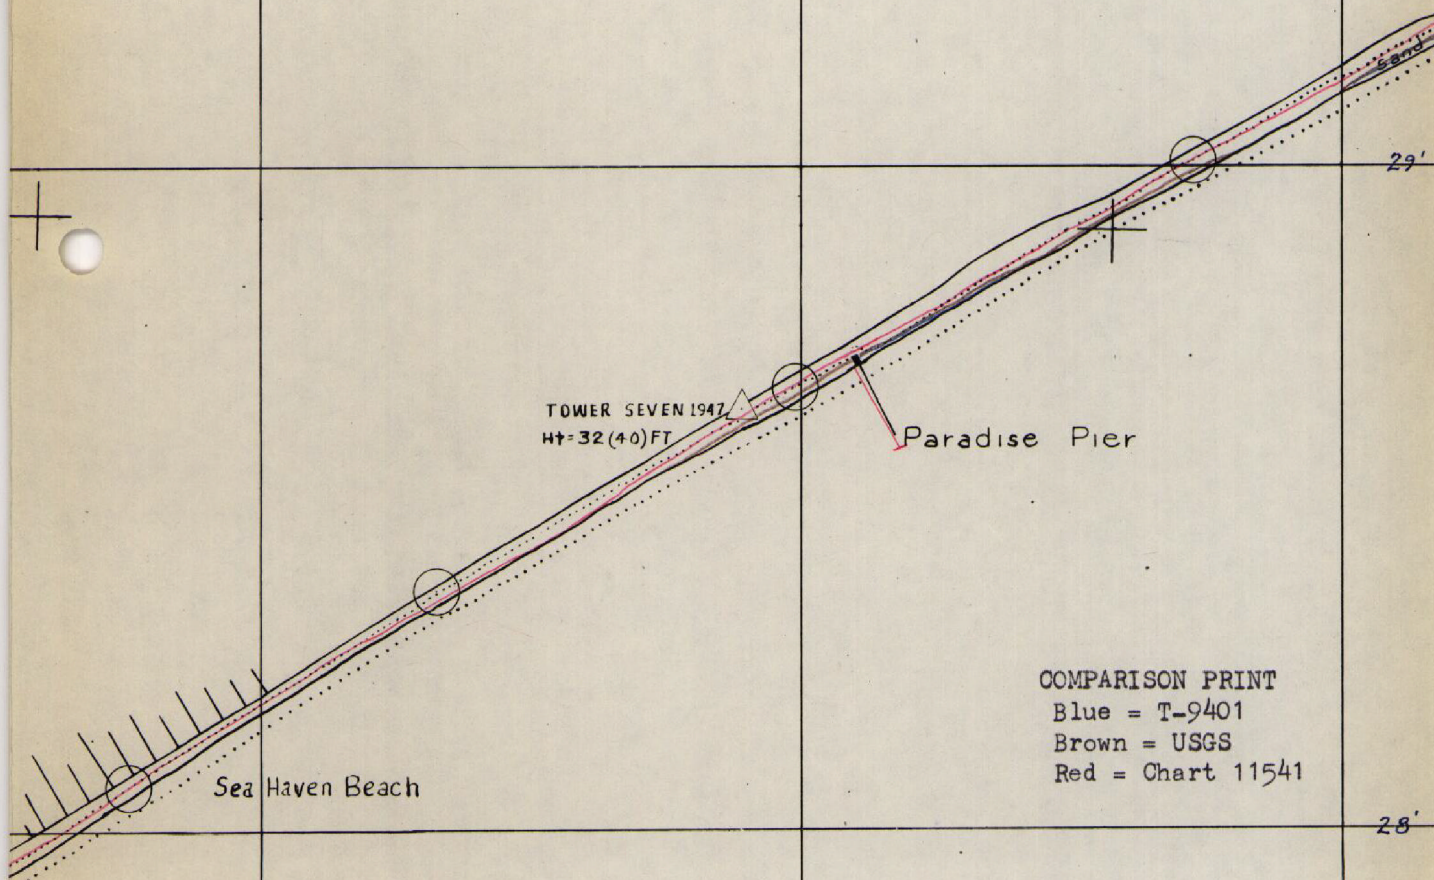 Sand
29'
TOWER SEVEN 1947
Ht=32(40)FT
Paradise Pier
COMPARISON PRINT
Blue = T-9401
Brown = USGS
Red = Chart 11541
Sea Haven Beach
28'